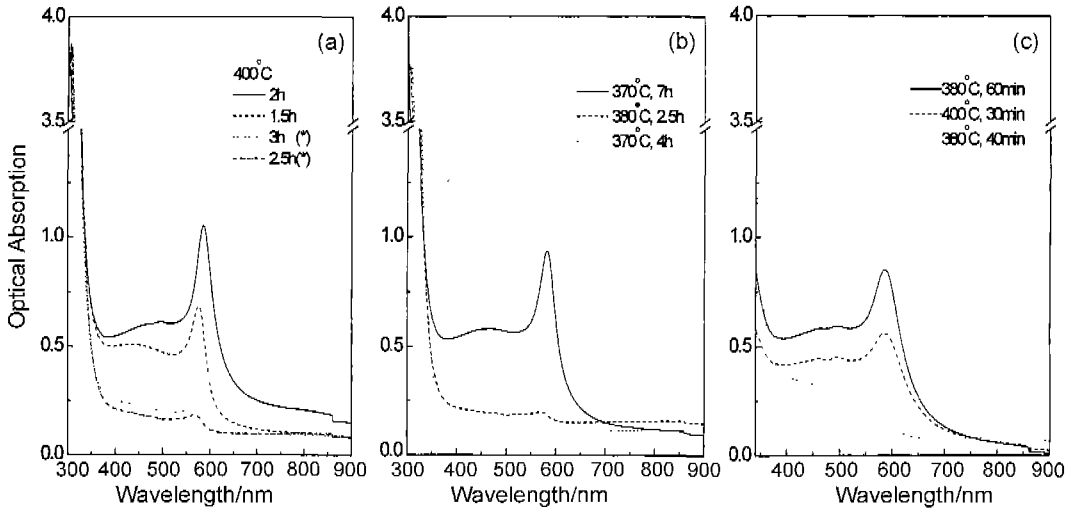 Optical Absorption
4.0
3.5
1.0
0.5
0.0
(a)
400°C
2h
1.5h
3h (*)
2.5h(*)
300 400 500 600 700 800 900
Wavelength/nm
4.0
3.5
1.0
0.5
0.0
(b)
370°C, 7h
380°C, 2.5h
370°C, 4h
300 400 500 600 700 800 900
Wavelength/nm
4.0
3.5
1.0
0.5
0.0
(c)
380°C, 60min
400°C, 30min
380°C, 40min
400 500 600 700 800 900
Wavelength/nm